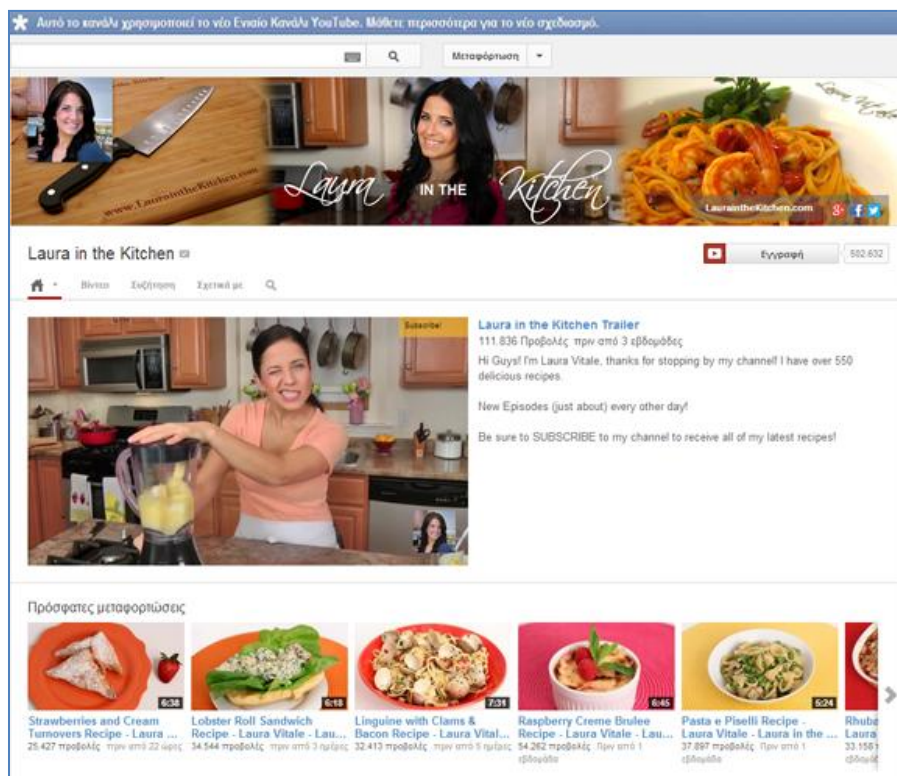 Αυτό το κανάλι χρησιμοποιεί το νέο Ενιαίο Κανάλι YouTube. Μάθετε περισσότερα για το νέο σχεδιασμό.
Μεταφόρτωση
www.LauraintheKitchen.com
Laura IN THE Kitchen
LauraintheKitchen.com
Laura in the Kitchen
Εγγραφή
502.632
Βίντεο Συζήτηση Σχετικά με
Subscribe!
Laura in the Kitchen Trailer
111.836 Προβολές πριν από 3 εβδομάδες
Hi Guys! I'm Laura Vitale, thanks for stopping by my channel! I have over 550
delicious recipes.
New Episodes (just about) every other day!
Be sure to SUBSCRIBE to my channel to receive all of my latest recipes!
Πρόσφατες μεταφορτώσεις
6:38
Strawberries and Cream
Turnovers Recipe - Laura ...
25.427 προβολές πριν από 22 ώρες
6:18
Lobster Roll Sandwich
Recipe - Laura Vitale - Lau...
34.544 προβολές πριν από 3 ημέρες
7:31
Linguine with Clams &
Bacon Recipe - Laura Vital...
32.413 προβολές πριν από 5 ημέρες
6:45
Raspberry Creme Brulee
Recipe - Laura Vitale - Lau...
54.262 προβολές Πριν από 1
εβδομάδα
5:24
Pasta e Piselli Recipe -
Laura Vitale - Laura in the ...
37.897 προβολές Πριν από 1
εβδομάδα
Rhuba
Laura
33.156